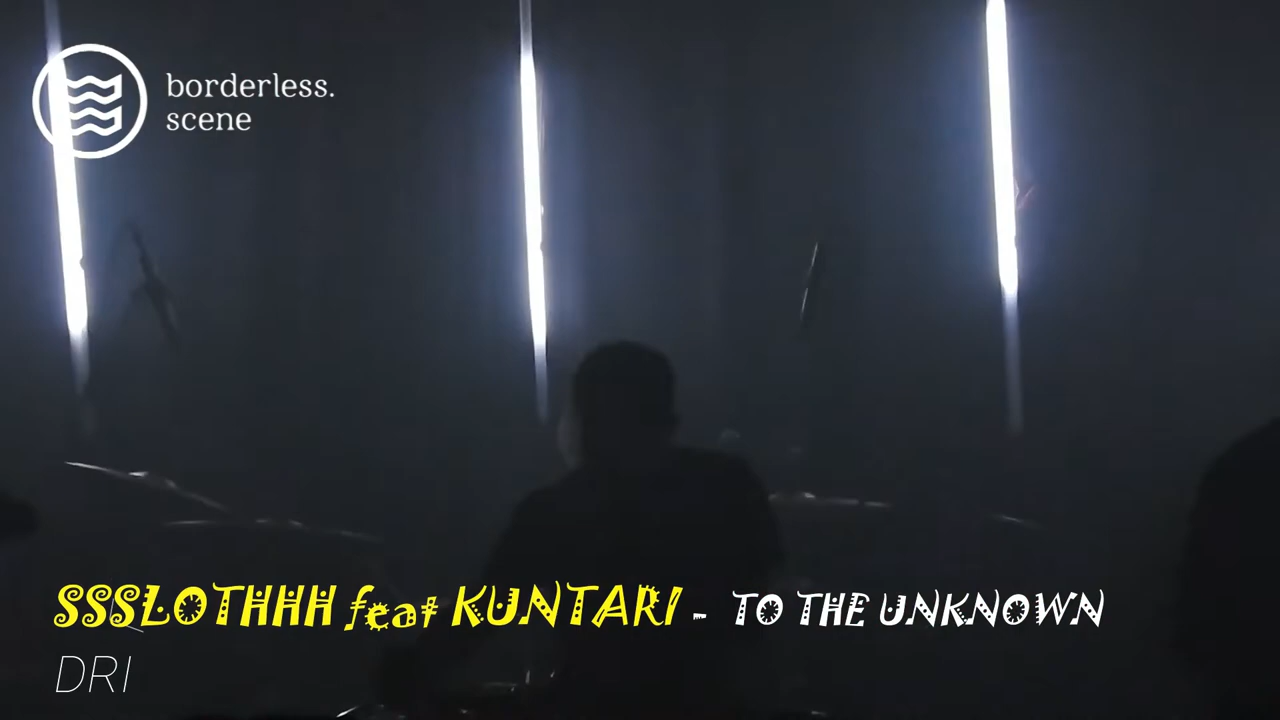 borderless.
scene
SSSLOTHHH feat KUNTARI - TO THE UNKNOWN
DRI